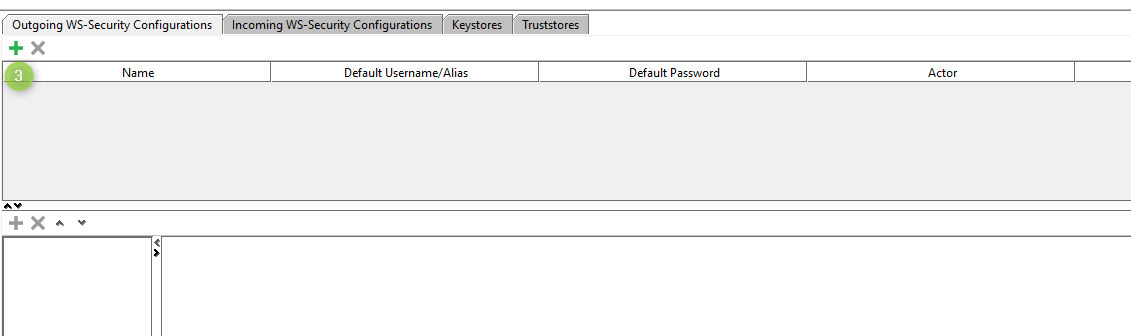 Outgoing WS-Security Configurations Incoming WS-Security Configurations Keystores Truststores
3 Name Default Username/Alias Default Password Actor